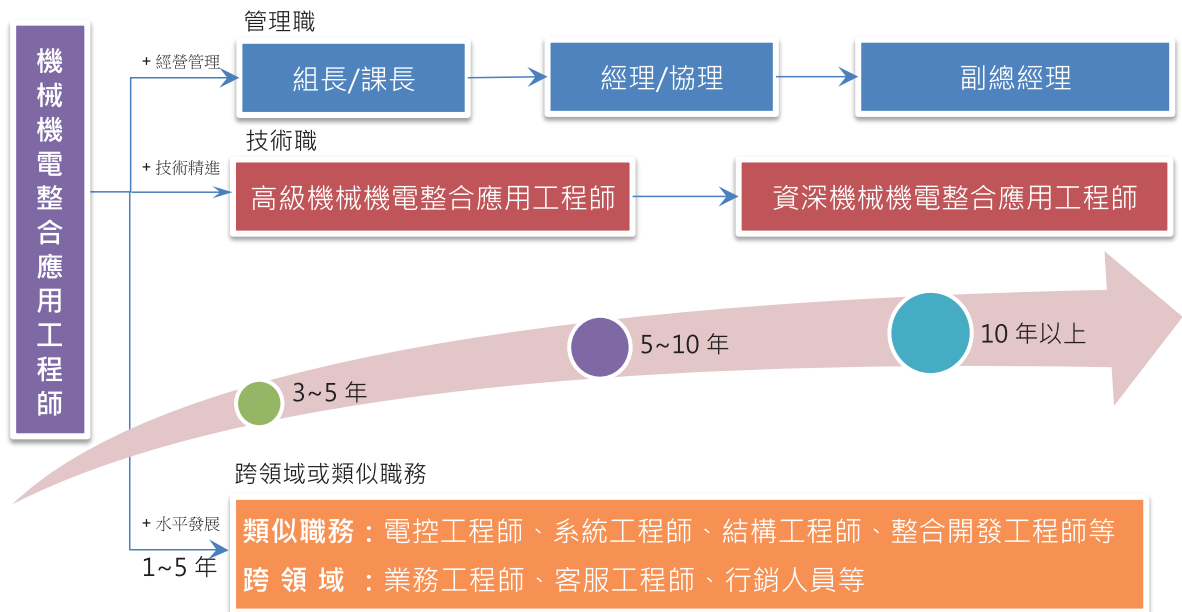 機械機電整合應用工程師
管理職
+ 經營管理
組長/課長
經理/協理
副總經理
技術職
+ 技術精進
高級機械機電整合應用工程師
資深機械機電整合應用工程師
3~5 年
5~10 年
10 年以上
跨領域或類似職務
+ 水平發展
1~5 年
類似職務：電控工程師、系統工程師、結構工程師、整合開發工程師等
跨 領 域 ：業務工程師、客服工程師、行銷人員等